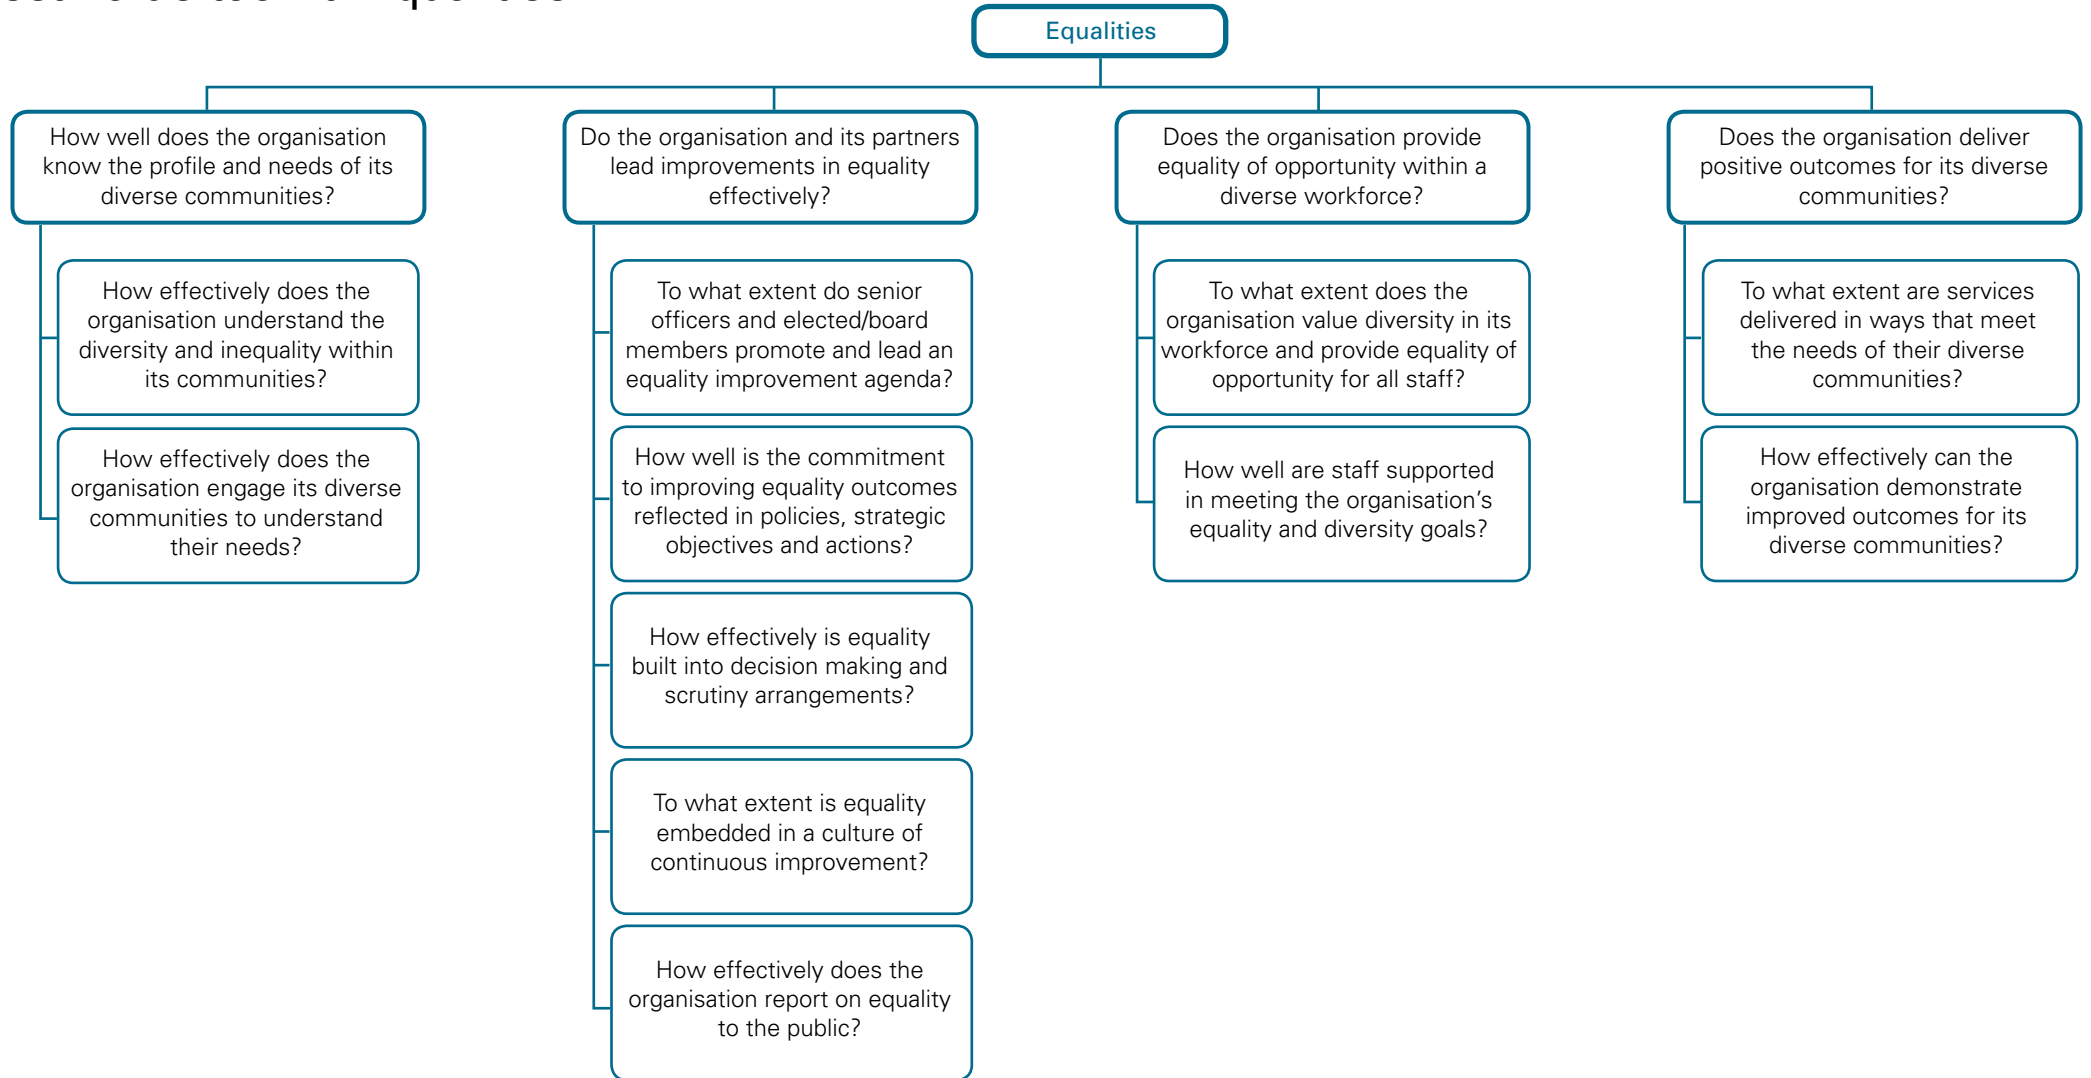 Equalities
How well does the organisation
know the profile and needs of its
diverse communities?
How effectively does the
organisation understand the
diversity and inequality within
its communities?
How effectively does the
organisation engage its diverse
communities to understand
their needs?
Do the organisation and its partners
lead improvements in equality
effectively?
To what extent do senior
officers and elected/board
members promote and lead an
equality improvement agenda?
How well is the commitment
to improving equality outcomes
reflected in policies, strategic
objectives and actions?
How effectively is equality
built into decision making and
scrutiny arrangements?
To what extent is equality
embedded in a culture of
continuous improvement?
How effectively does the
organisation report on equality
to the public?
Does the organisation provide
equality of opportunity within a
diverse workforce?
To what extent does the
organisation value diversity in its
workforce and provide equality of
opportunity for all staff?
How well are staff supported
in meeting the organisation’s
equality and diversity goals?
Does the organisation deliver
positive outcomes for its diverse
communities?
To what extent are services
delivered in ways that meet
the needs of their diverse
communities?
How effectively can the
organisation demonstrate
improved outcomes for its
diverse communities?